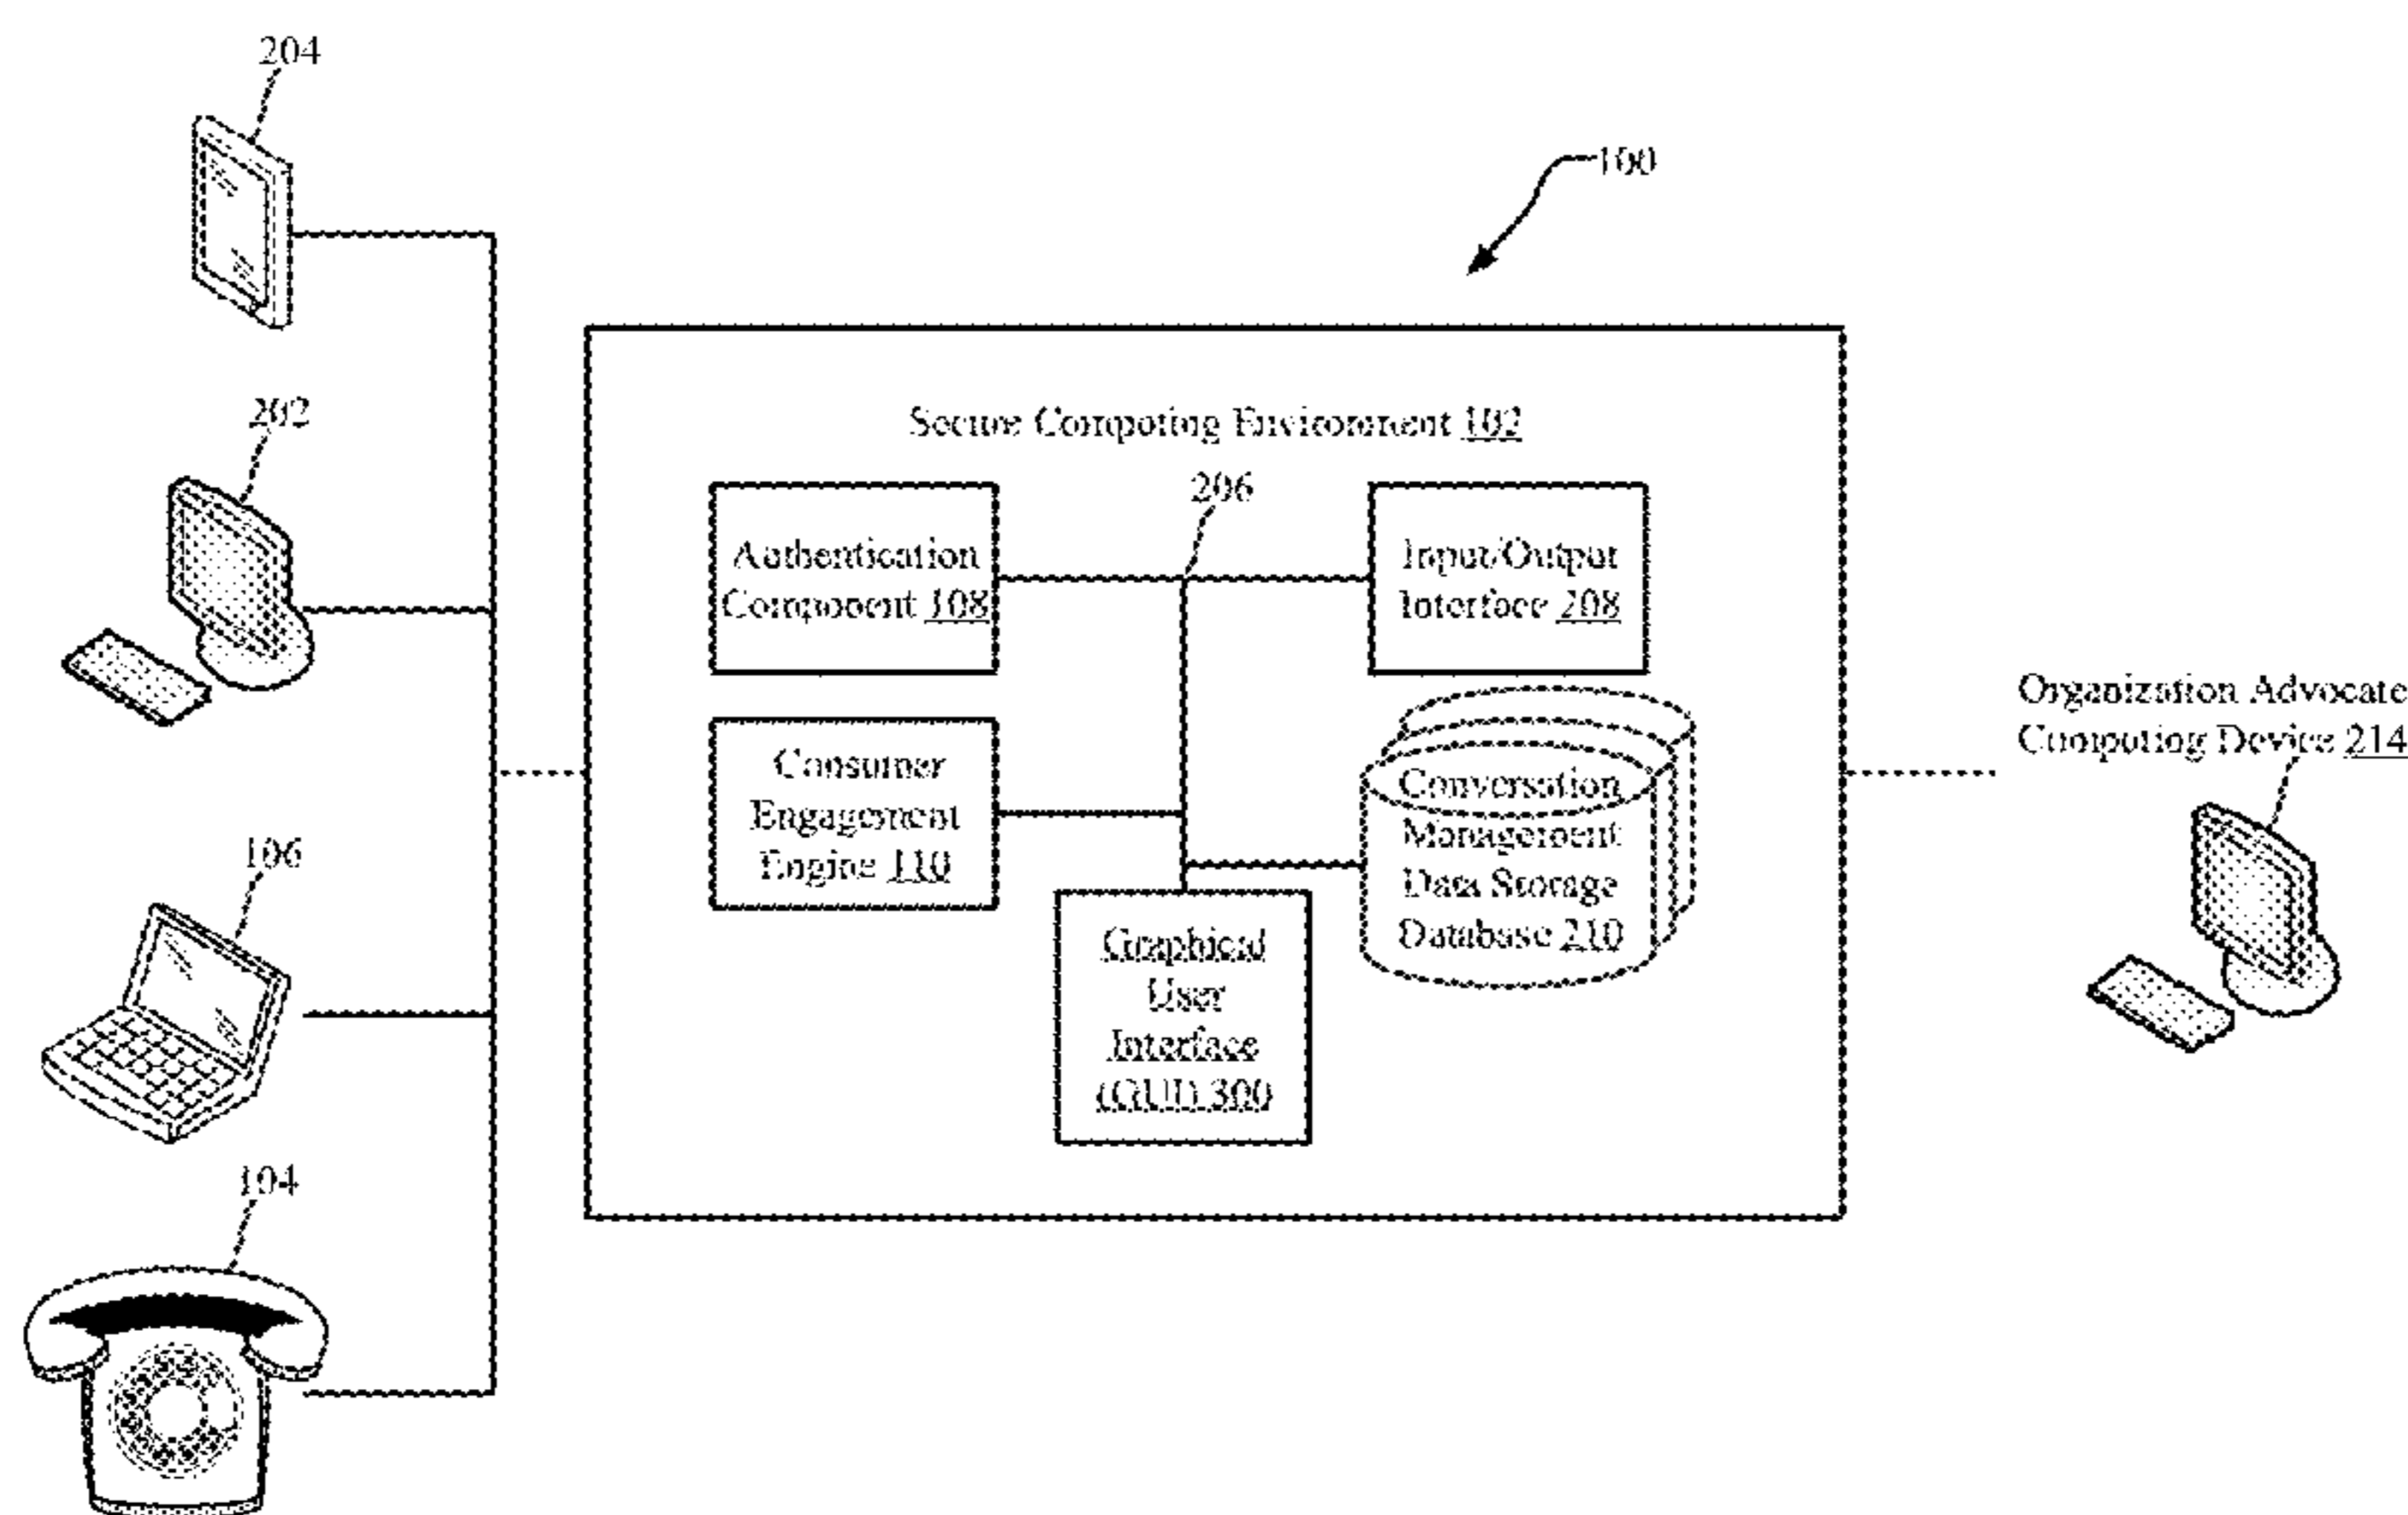 204
100
202
Secure Computing Environment 102
206
Authentication
Component 108
Input/Output
Interface 208
Organization Advocate
Computing Device 214
Consumer
Engagement
Engine 110
Conversation
Management
Data Storage
Database 210
106
Graphical
User
Interface
(GUI) 300
104